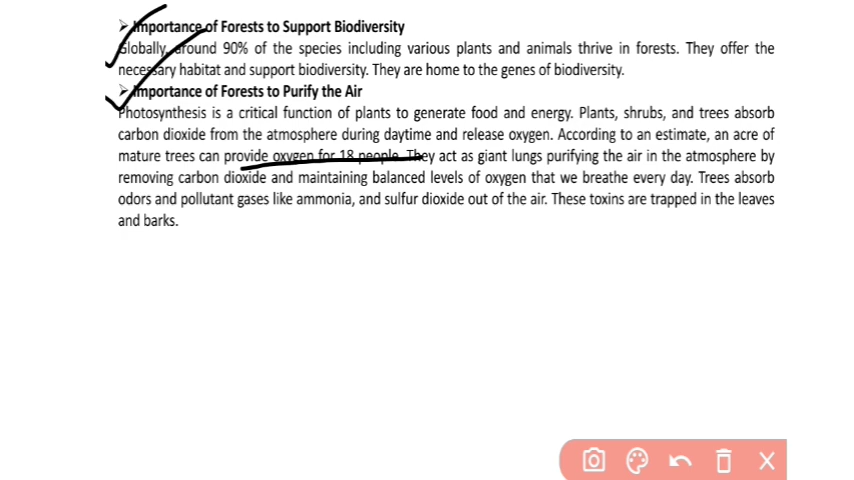 ➢ Importance of Forests to Support Biodiversity
Globally, around 90% of the species including various plants and animals thrive in forests. They offer the
necessary habitat and support biodiversity. They are home to the genes of biodiversity.
➢ Importance of Forests to Purify the Air
Photosynthesis is a critical function of plants to generate food and energy. Plants, shrubs, and trees absorb
carbon dioxide from the atmosphere during daytime and release oxygen. According to an estimate, an acre of
mature trees can provide oxygen for 18 people. They act as giant lungs purifying the air in the atmosphere by
removing carbon dioxide and maintaining balanced levels of oxygen that we breathe every day. Trees absorb
odors and pollutant gases like ammonia, and sulfur dioxide out of the air. These toxins are trapped in the leaves
and barks.